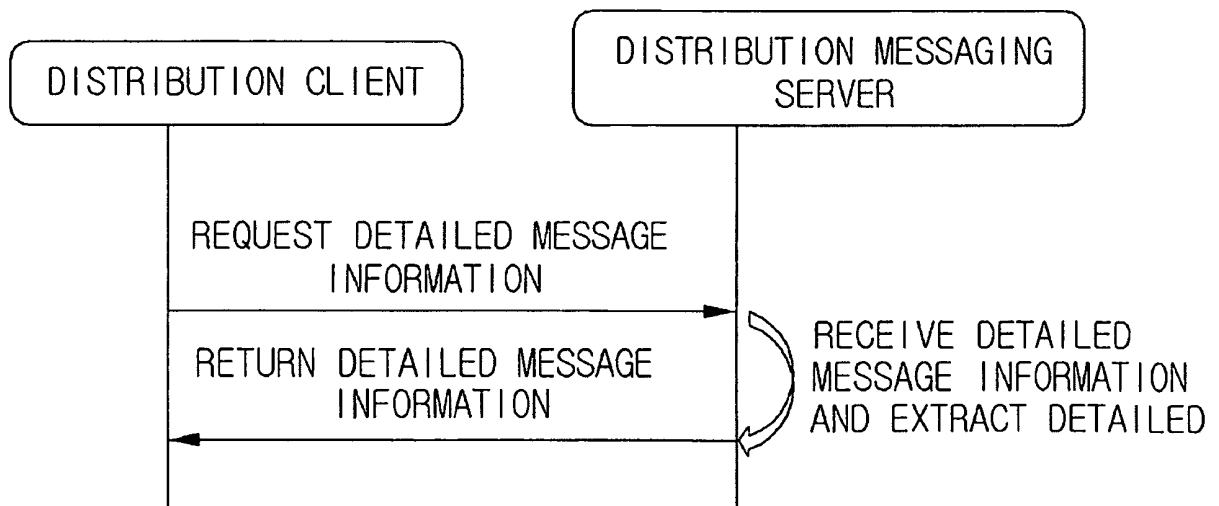 DISTRIBUTION CLIENT
DISTRIBUTION MESSAGING
SERVER
REQUEST DETAILED MESSAGE
INFORMATION
RECEIVE DETAILED
MESSAGE INFORMATION
AND EXTRACT DETAILED
RETURN DETAILED MESSAGE
INFORMATION